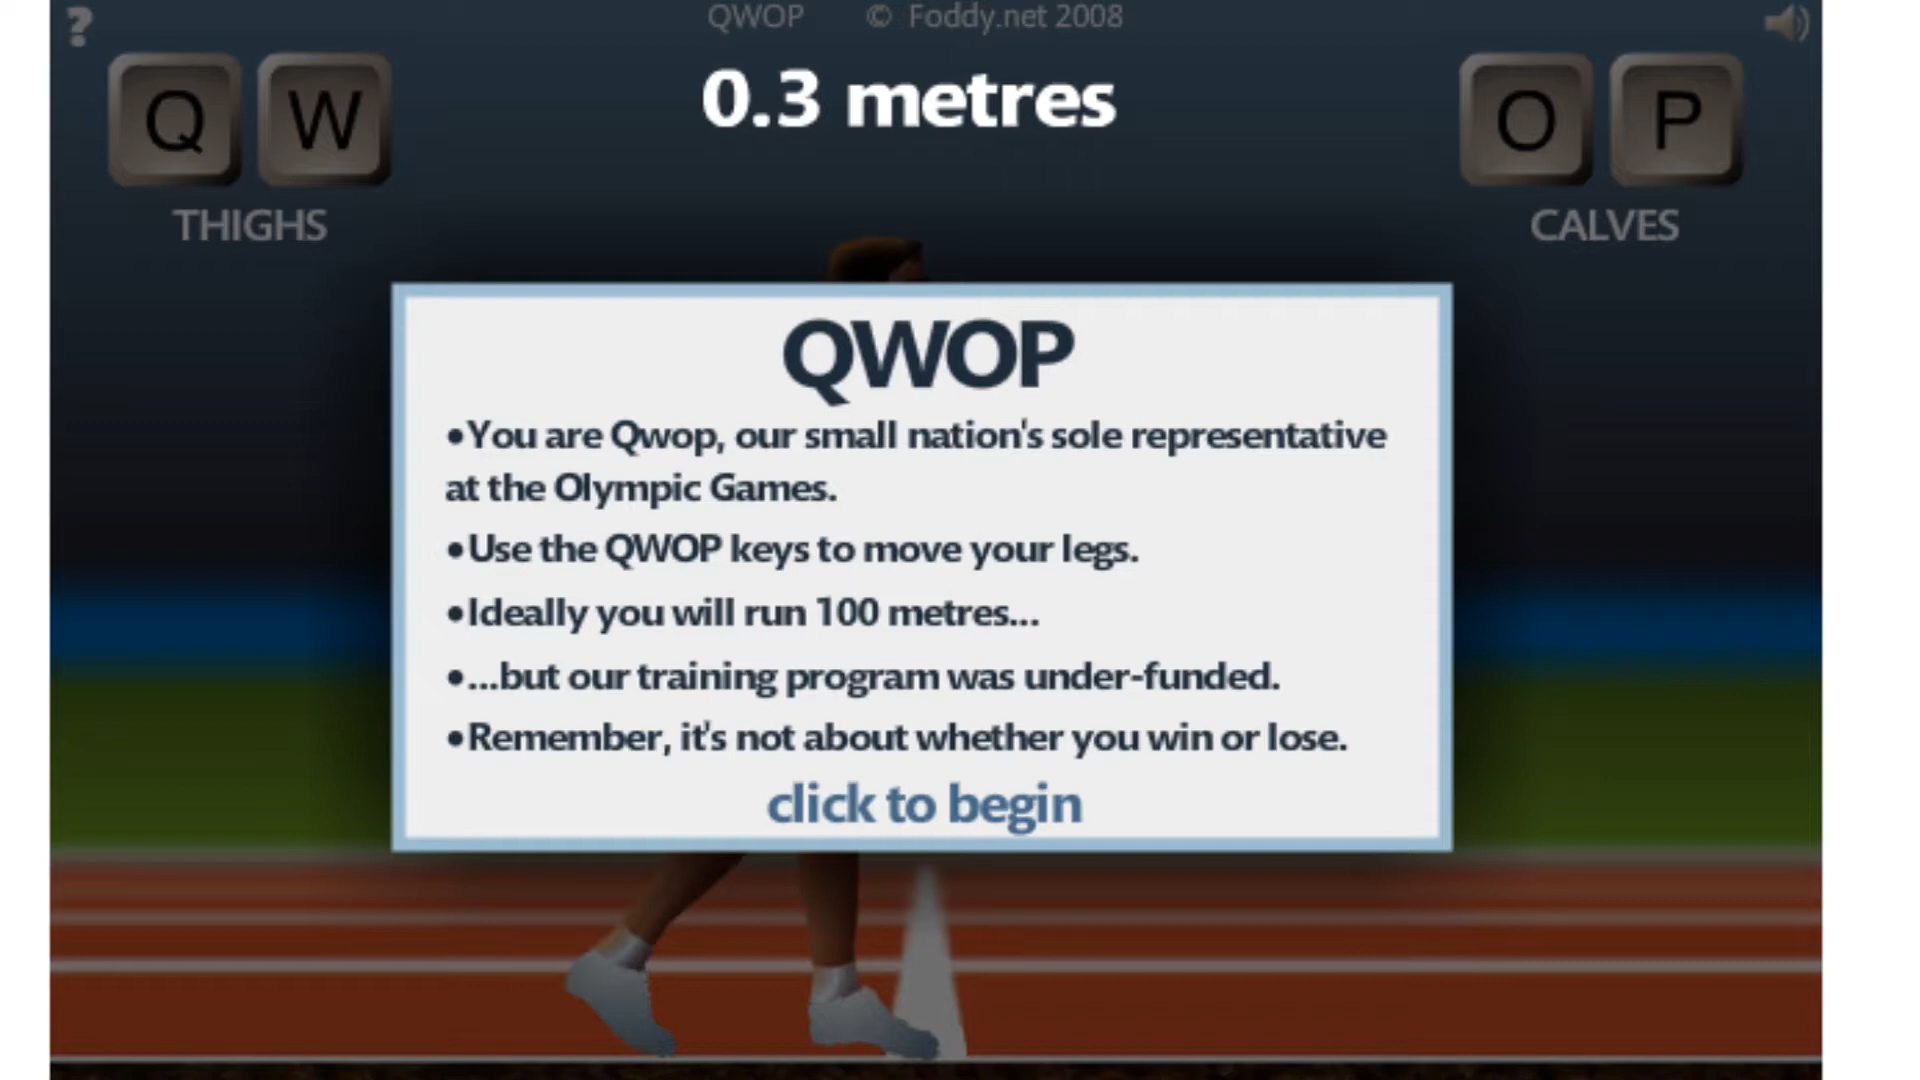 QWOP © Foddy.net 2008
?
0.3 metres
Q W
O P
THIGHS
CALVES
QWOP
•You are Qwop, our small nation's sole representative
at the Olympic Games.
•Use the QWOP keys to move your legs.
•Ideally you will run 100 metres...
•...but our training program was under-funded.
•Remember, it's not about whether you win or lose.
click to begin